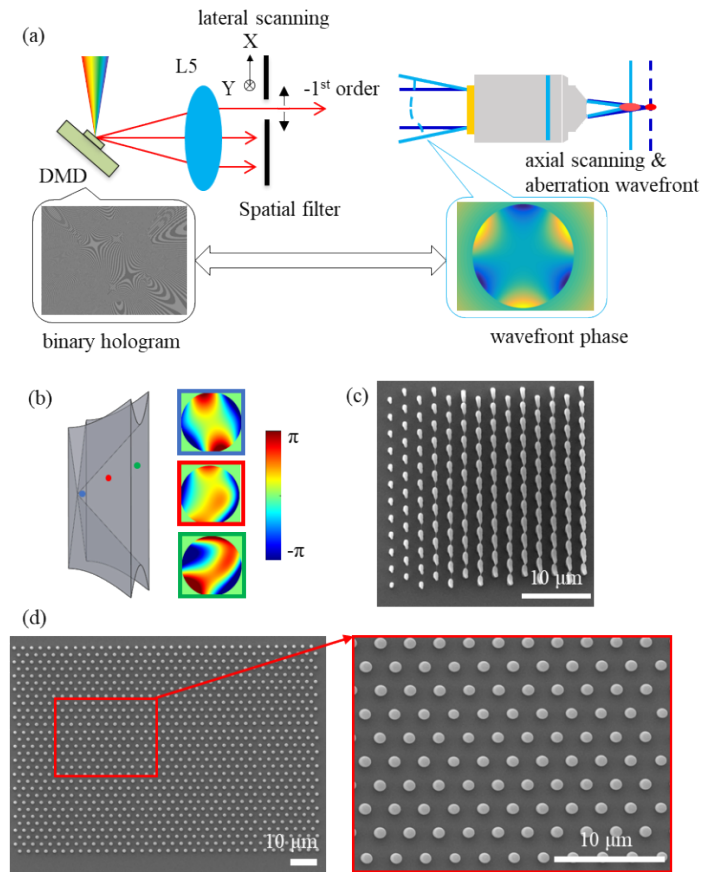 (a)
lateral scanning
X
L5
Y
-1st order
DMD
Spatial filter
axial scanning &
aberration wavefront
binary hologram
wavefront phase
(b)
π
-π
(c)
10 μm
(d)
10 μm
10 μm